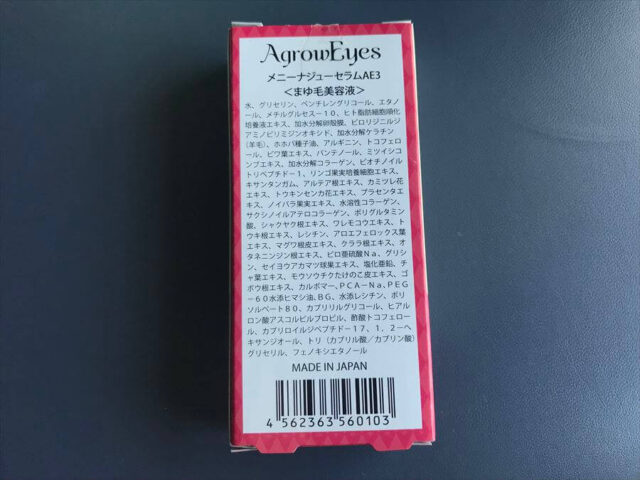 AgrowEyes
メニーナジューセラムAE3
＜まゆ毛美容液＞
水、グリセリン、ペンチレングリコール、エタノ
ール、メチルグルセス－10、ヒト脂肪細胞順化
培養液エキス、加水分解卵殻膜、ピロリジニルジ
アミノピリミジンオキシド、加水分解ケラチン
(羊毛)、ホホバ種子油、アルギニン、トコフェロ
ール、ビワ葉エキス、パンテノール、ミツイシコ
ンブエキス、加水分解コラーゲン、ビオチノイル
トリペプチド－1、リンゴ果実培養細胞エキス、
キサンタンガム、アルテア根エキス、カミツレ花
エキス、トウキンセンカ花エキス、プラセンタエ
キス、ノイバラ果実エキス、水溶性コラーゲン、
サクシノイルアテロコラーゲン、ポリグルタミン
酸、シャクヤク根エキス、ワレモコウエキス、ト
ウキ根エキス、レシチン、アロエフェロックス葉
エキス、マグワ根皮エキス、クララ根エキス、オ
タネニンジン根エキス、ピロ亜硫酸Na、グリシ
ン、セイヨウアカマツ球果エキス、塩化亜鉛、チ
ャ葉エキス、モウソウチクたけのこ皮エキス、ゴ
ボウ根エキス、カルボマー、PCA－Na、PEG
－60水添ヒマシ油、BG、水添レシチン、ポリ
ソルベート80、カプリリルグリコール、ヒアル
ロン酸アスコルビルプロピル、酢酸トコフェロー
ル、カプロイルジペプチド－17、1、2－ヘ
キサンジオール、トリ（カプリル酸／カプリン酸）
グリセリル、フェノキシエタノール
MADE IN JAPAN
4 562363 560103